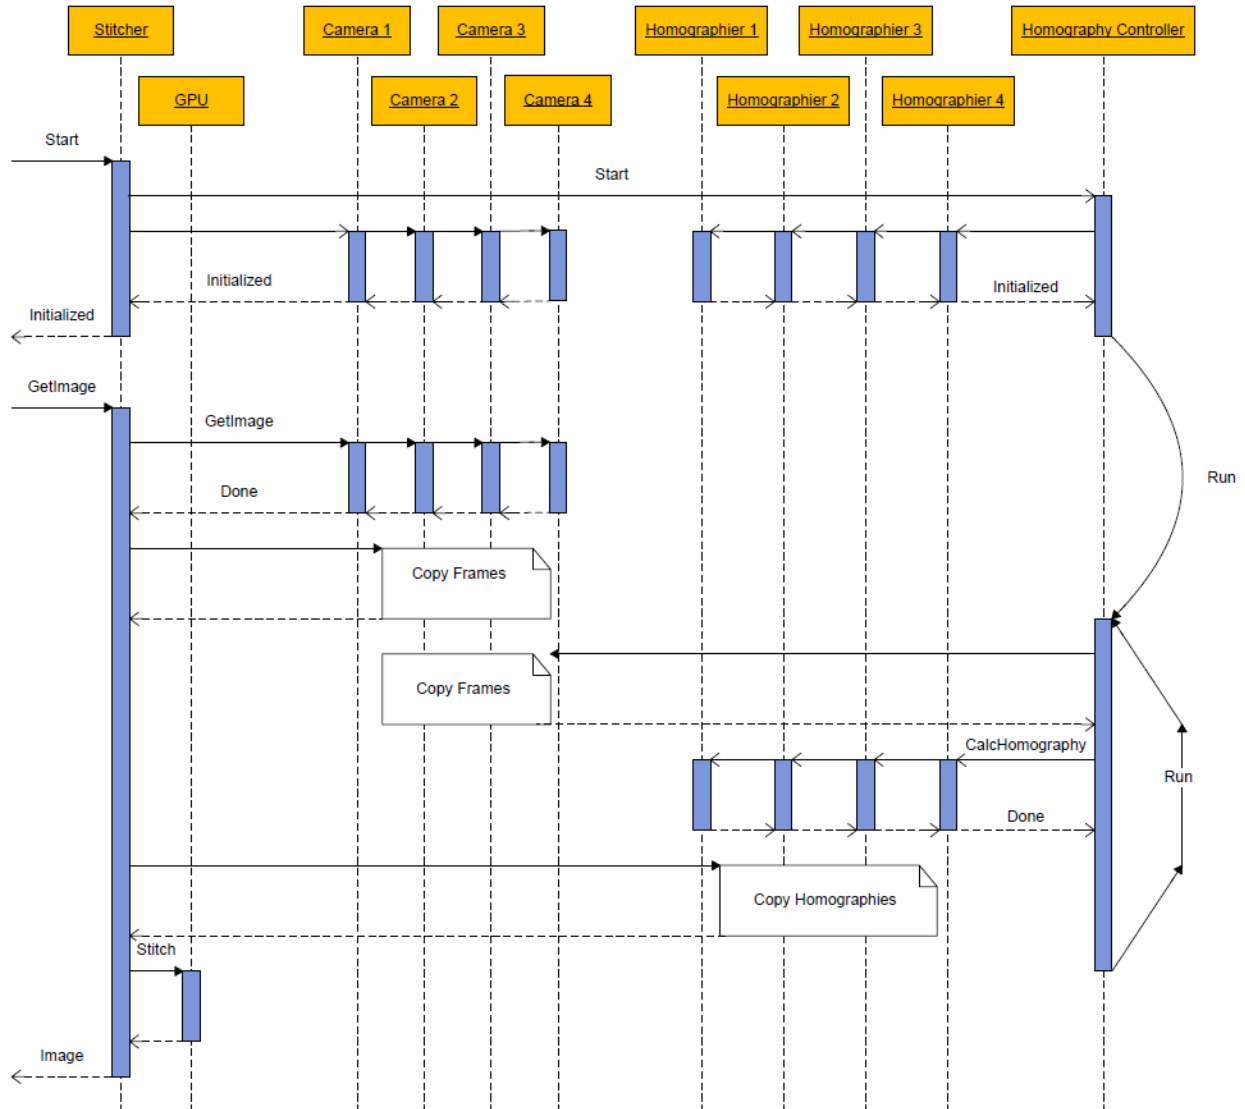 Stitcher
Camera 1
Camera 3
Homographier 1
Homographier 3
Homography Controller
GPU
Camera 2
Camera 4
Homographier 2
Homographier 4
Start
Start
Initialized
Initialized
Initialized
GetImage
GetImage
Run
Done
Copy Frames
Copy Frames
CalcHomography
Run
Done
Copy Homographies
Stitch
Image